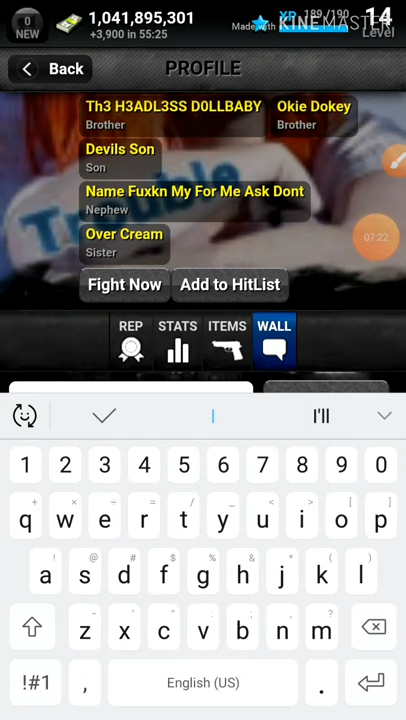 0
NEW
1,041,895,301
+3,900 in 55:25
Made with KINEMASTER
XP 189/190
14
Level
Back
PROFILE
Th3 H3ADL3SS D0LLBABY
Brother
Okie Dokey
Brother
Devils Son
Son
Name Fuxkn My For Me Ask Dont
Nephew
Over Cream
Sister
Trouble
07:22
Fight Now
Add to HitList
REP
STATS
ITEMS
WALL
I
I'll
1 2 3 4 5 6 7 8 9 0
+ × ÷ = / _ < > [ ]
q w e r t y u i o p
! @ # $ % ^ & * ( )
a s d f g h j k l
- ' " : ; , ?
z x c v b n m
!#1 , English (US) .